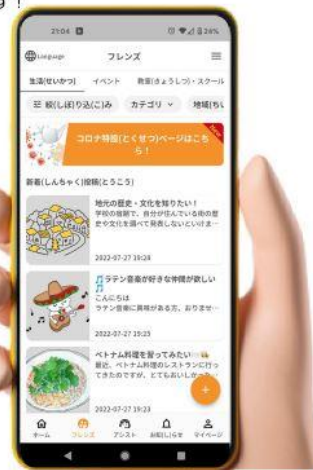 す！
21:04 24%
Language フレンズ
生活(せいかつ) イベント 教室(きょうしつ)・スクール
絞(しぼ)り込(こ)み カテゴリ 地域(ちい
コロナ特設(とくせつ)ページはこち
ら！
新着(しんちゃく)投稿(とうこう)
地元の歴史・文化を知りたい！
学校の宿題で、自分が住んでいる街の歴
史や文化を調べて発表しないといけま…
2022-07-27 19:28
ラテン音楽が好きな仲間が欲しい
こんにちは
ラテン音楽に興味がある方、おりませ…
2022-07-27 19:25
ベトナム料理を習ってみたい
最近、ベトナム料理のレストランに行っ
てきたのですが、とてもおいしかった…
2022-07-27 19:23
ホーム フレンズ アシスト お知(し)らせ マイページ